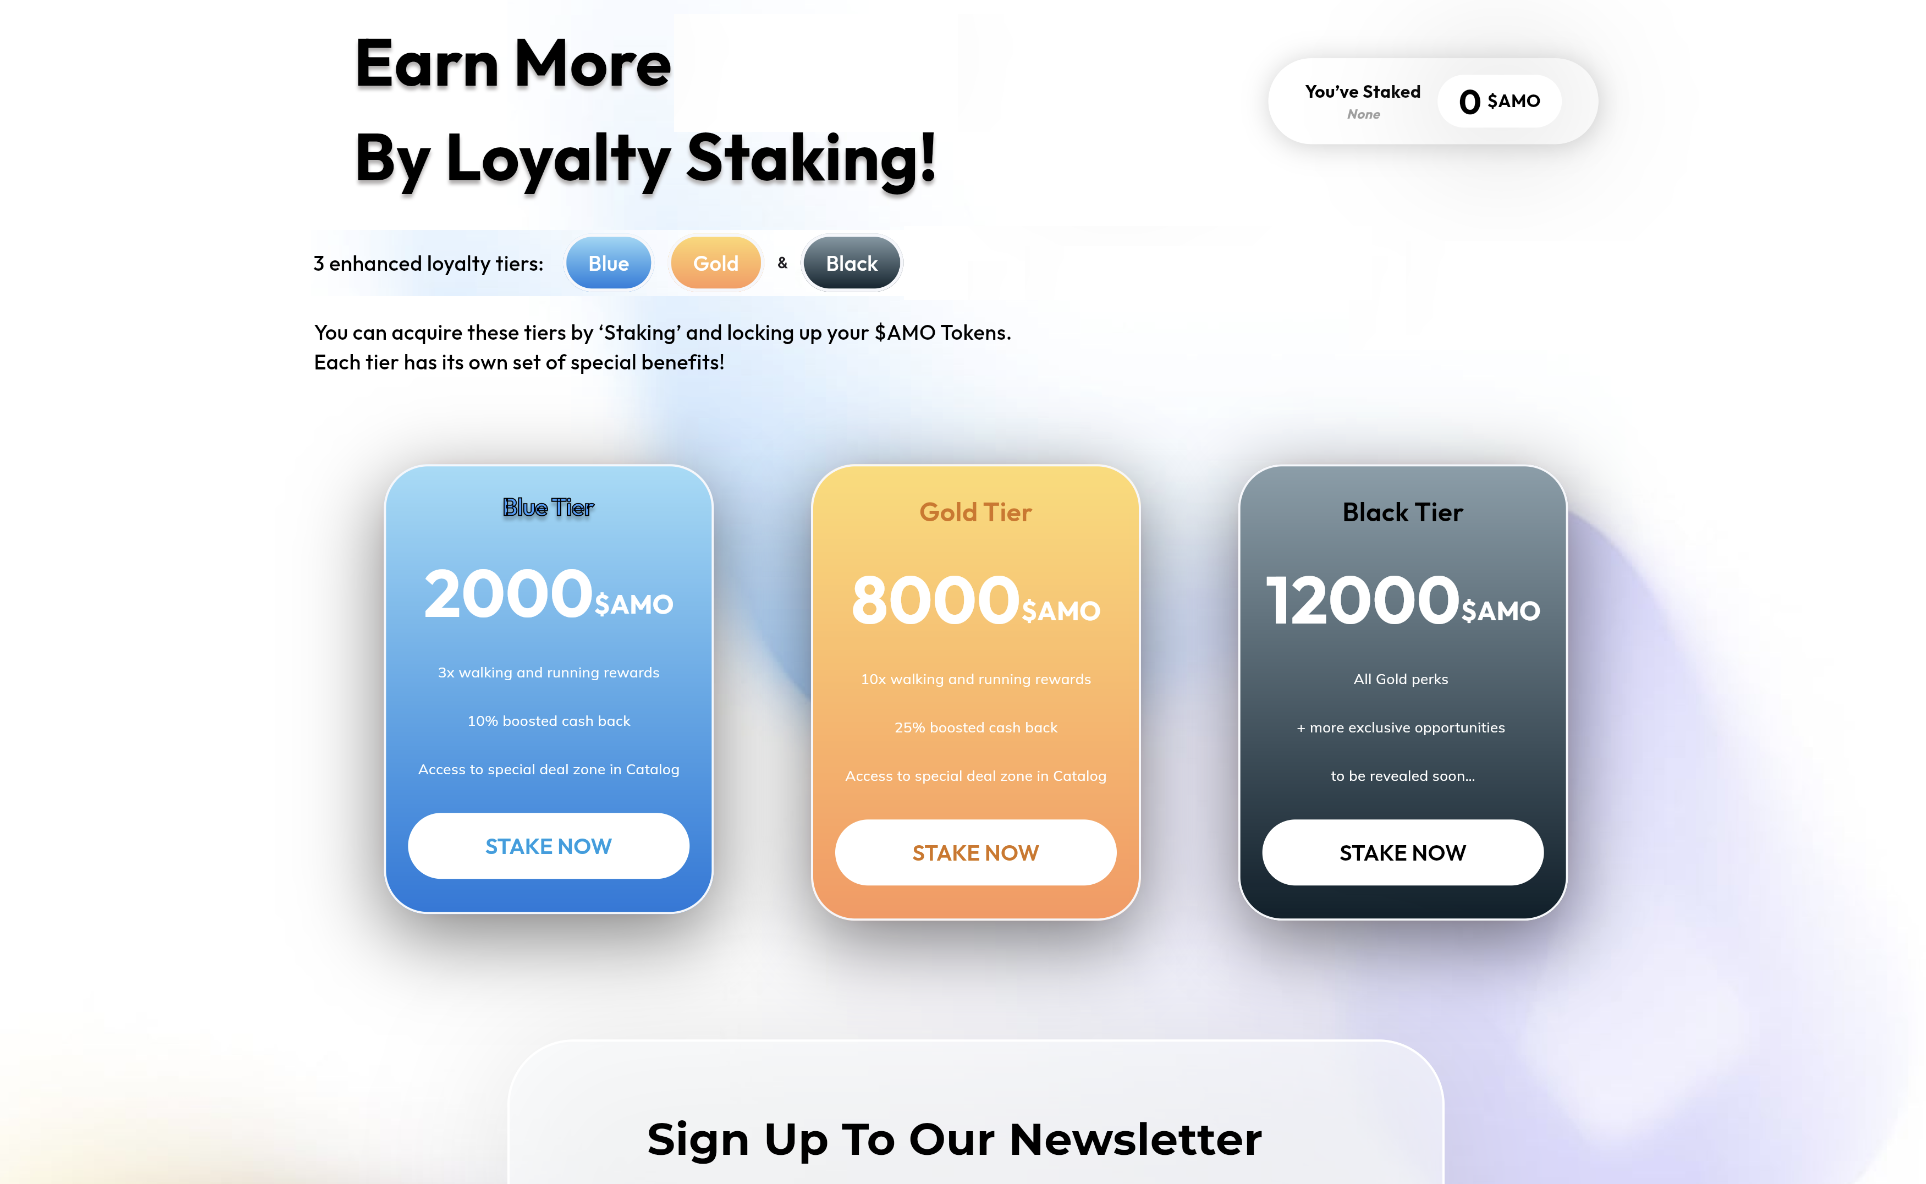 Earn More
By Loyalty Staking!
You’ve Staked
None
0 $AMO
3 enhanced loyalty tiers: Blue Gold & Black
You can acquire these tiers by ‘Staking’ and locking up your $AMO Tokens.
Each tier has its own set of special benefits!
Blue Tier
2000$AMO
3x walking and running rewards
10% boosted cash back
Access to special deal zone in Catalog
STAKE NOW
Gold Tier
8000$AMO
10x walking and running rewards
25% boosted cash back
Access to special deal zone in Catalog
STAKE NOW
Black Tier
12000$AMO
All Gold perks
+ more exclusive opportunities
to be revealed soon...
STAKE NOW
Sign Up To Our Newsletter